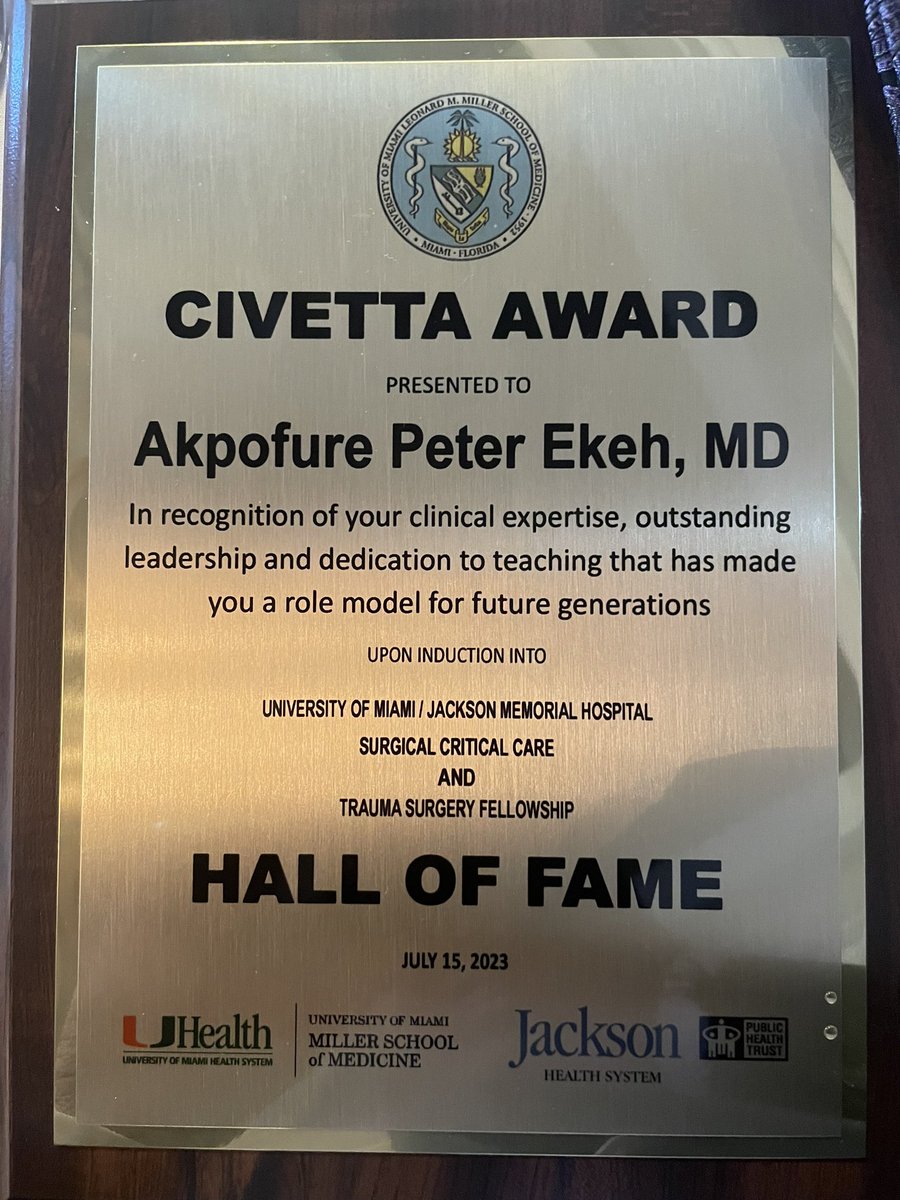 UNIVERSITY OF MIAMI LEONARD M. MILLER SCHOOL OF MEDICINE · 1952 ·
MIAMI - FLORIDA
CIVETTA AWARD
PRESENTED TO
Akpofure Peter Ekeh, MD
In recognition of your clinical expertise, outstanding
leadership and dedication to teaching that has made
you a role model for future generations
UPON INDUCTION INTO
UNIVERSITY OF MIAMI / JACKSON MEMORIAL HOSPITAL
SURGICAL CRITICAL CARE
AND
TRAUMA SURGERY FELLOWSHIP
HALL OF FAME
JULY 15, 2023
UHealth
UNIVERSITY OF MIAMI HEALTH SYSTEM
UNIVERSITY OF MIAMI
MILLER SCHOOL
of MEDICINE
Jackson
HEALTH SYSTEM
PUBLIC
HEALTH
TRUST